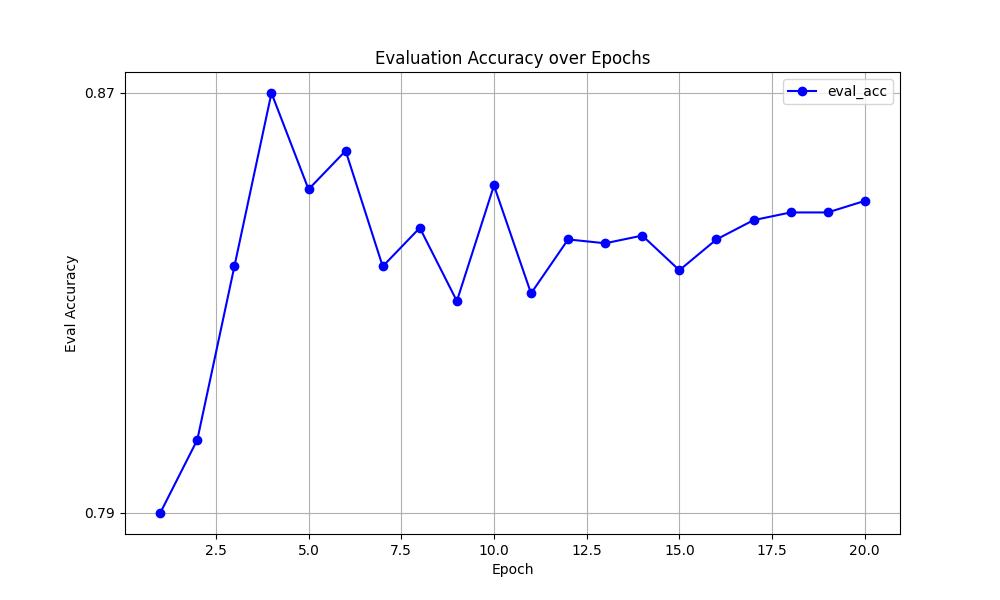 Evaluation Accuracy over Epochs
0.87
eval_acc
Eval Accuracy
0.79
2.5 5.0 7.5 10.0 12.5 15.0 17.5 20.0
Epoch